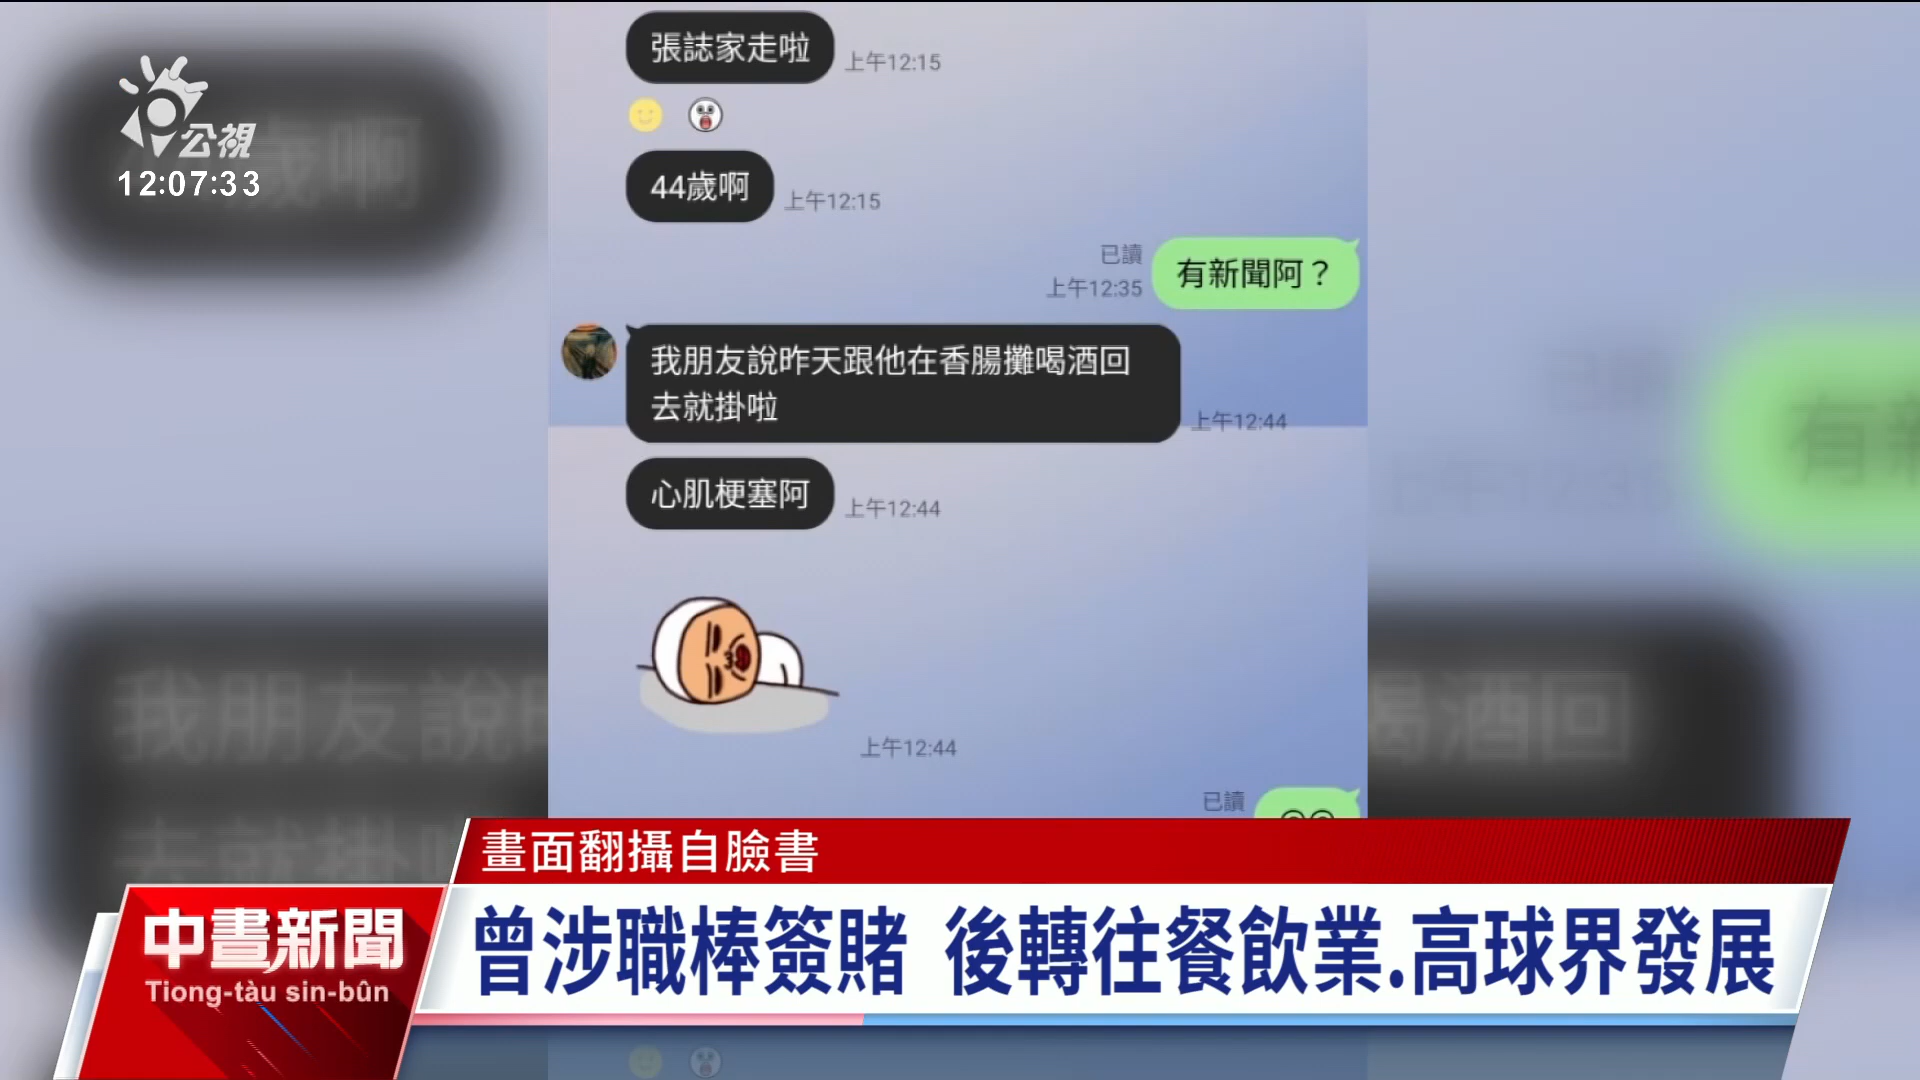 公視
12:07:33
張誌家走啦
上午12:15
44歲啊
上午12:15
已讀
上午12:35
有新聞阿？
我朋友說昨天跟他在香腸攤喝酒回
去就掛啦
上午12:44
心肌梗塞阿
上午12:44
上午12:44
已讀
畫面翻攝自臉書
中晝新聞
Tiong-tàu sin-bûn
曾涉職棒簽賭 後轉往餐飲業.高球界發展